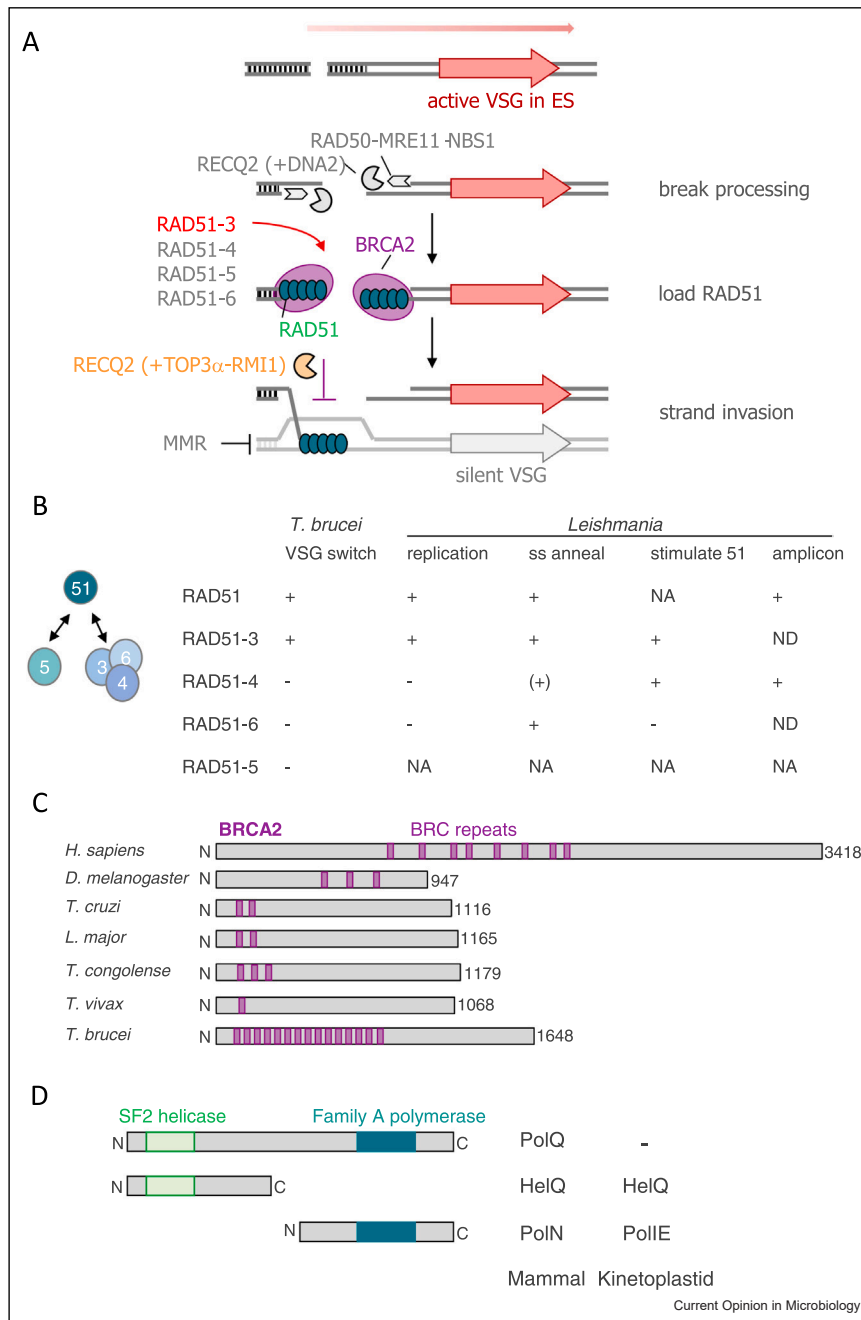 A
active VSG in ES
RAD50-MRE11-NBS1
RECQ2 (+DNA2)
break processing
RAD51-3
RAD51-4
RAD51-5
RAD51-6
BRCA2
load RAD51
RAD51
RECQ2 (+TOP3α-RMI1)
strand invasion
MMR
silent VSG
B
T. brucei Leishmania
VSG switch replication ss anneal stimulate 51 amplicon
51
5
3
6
4
RAD51 + + + NA +
RAD51-3 + + + + ND
RAD51-4 - - (+) + +
RAD51-6 - - + - ND
RAD51-5 - NA NA NA NA
C
BRCA2 BRC repeats
H. sapiens N 3418
D. melanogaster N 947
T. cruzi N 1116
L. major N 1165
T. congolense N 1179
T. vivax N 1068
T. brucei N 1648
D
SF2 helicase Family A polymerase
N C PolQ -
N C HelQ HelQ
N C PolN PolIE
Mammal Kinetoplastid
Current Opinion in Microbiology